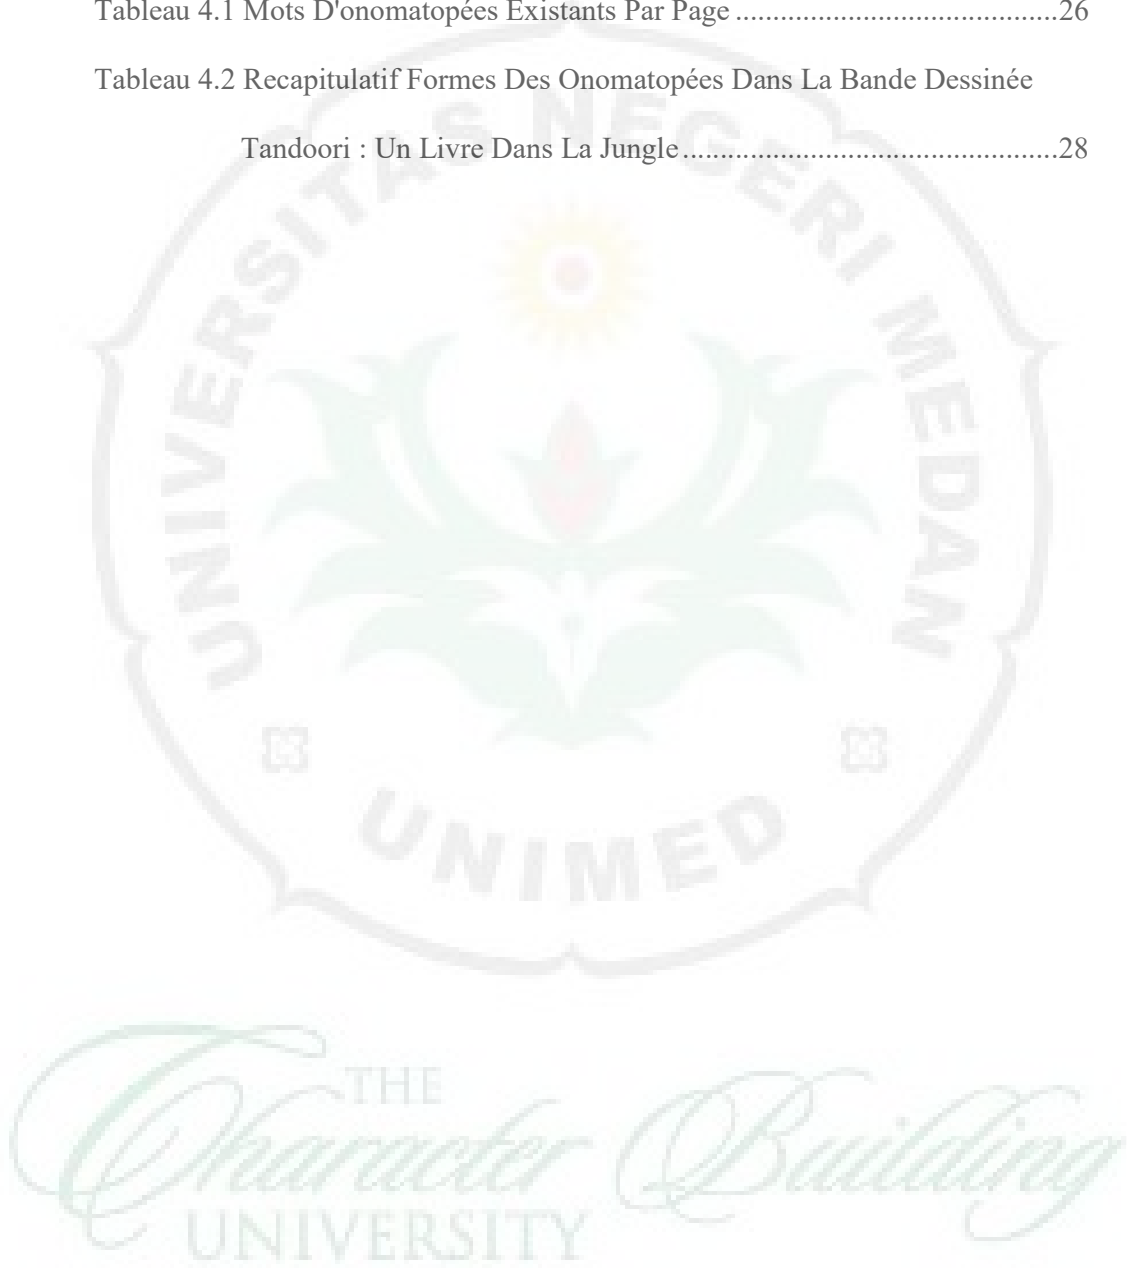 Tableau 4.1 Mots D'onomatopées Existants Par Page ..........................................26
Tableau 4.2 Recapitulatif Formes Des Onomatopées Dans La Bande Dessinée
Tandoori : Un Livre Dans La Jungle.................................................28
UNIVERSITAS NEGERI MEDAN
UNIMED
THE
Character Building
UNIVERSITY